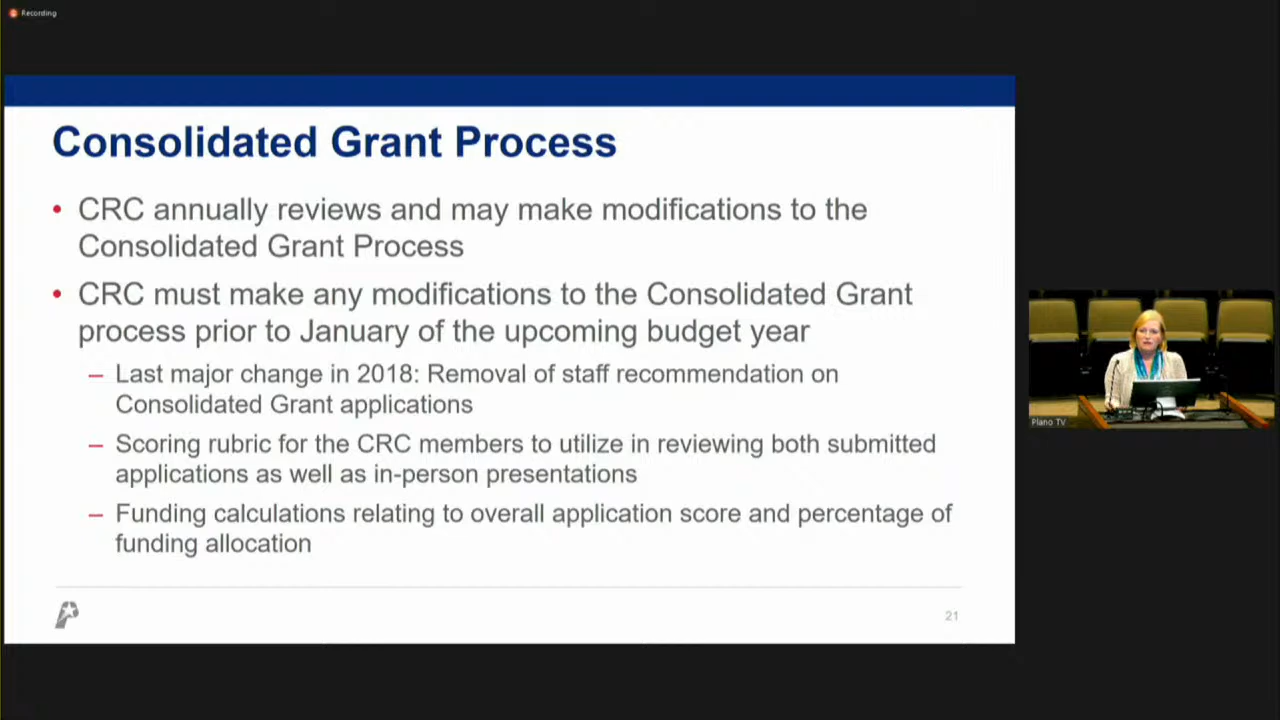 Recording
Consolidated Grant Process
• CRC annually reviews and may make modifications to the
Consolidated Grant Process
• CRC must make any modifications to the Consolidated Grant
process prior to January of the upcoming budget year
– Last major change in 2018: Removal of staff recommendation on
Consolidated Grant applications
– Scoring rubric for the CRC members to utilize in reviewing both submitted
applications as well as in-person presentations
– Funding calculations relating to overall application score and percentage of
funding allocation
21
Plano TV